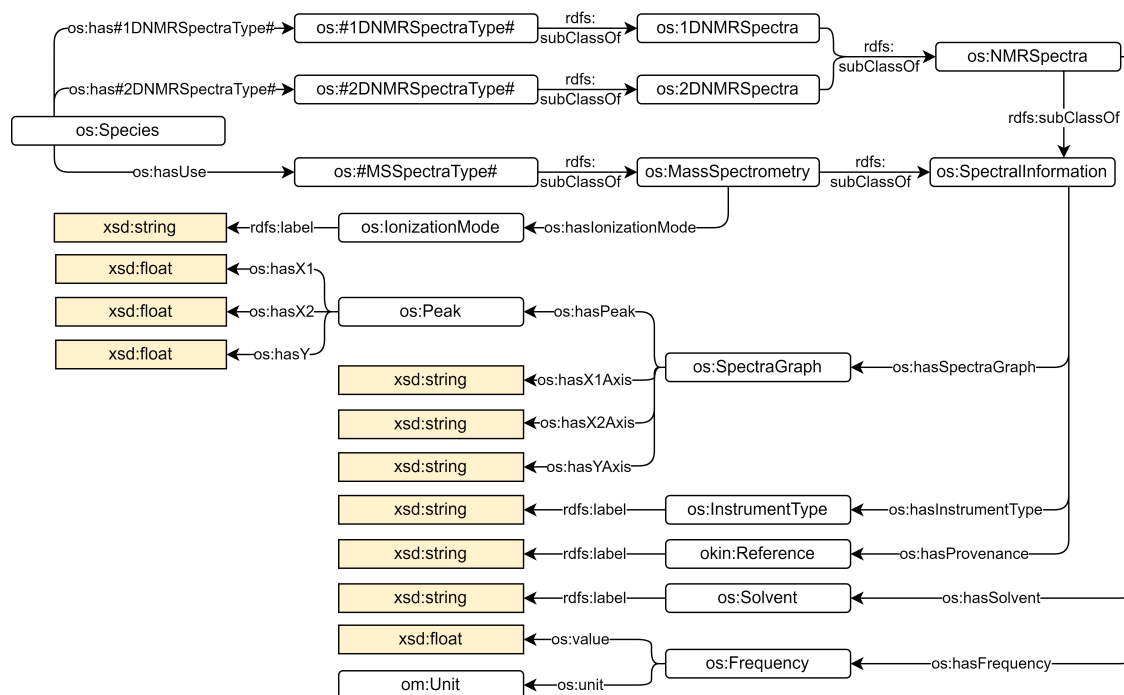 os:has#1DNMRSpectraType#
os:#1DNMRSpectraType#
rdfs:
subClassOf
os:1DNMRSpectra
rdfs:
subClassOf
os:NMRSpectra
os:has#2DNMRSpectraType#
os:#2DNMRSpectraType#
rdfs:
subClassOf
os:2DNMRSpectra
rdfs:subClassOf
os:Species
os:hasUse
os:#MSSpectraType#
rdfs:
subClassOf
os:MassSpectrometry
rdfs:
subClassOf
os:SpectralInformation
xsd:string
rdfs:label
os:IonizationMode
os:hasIonizationMode
xsd:float
os:hasX1
xsd:float
os:hasX2
os:Peak
os:hasPeak
xsd:float
os:hasY
os:SpectraGraph
os:hasSpectraGraph
xsd:string
os:hasX1Axis
xsd:string
os:hasX2Axis
xsd:string
os:hasYAxis
xsd:string
rdfs:label
os:InstrumentType
os:hasInstrumentType
xsd:string
rdfs:label
okin:Reference
os:hasProvenance
xsd:string
rdfs:label
os:Solvent
os:hasSolvent
xsd:float
os:value
os:Frequency
os:hasFrequency
om:Unit
os:unit